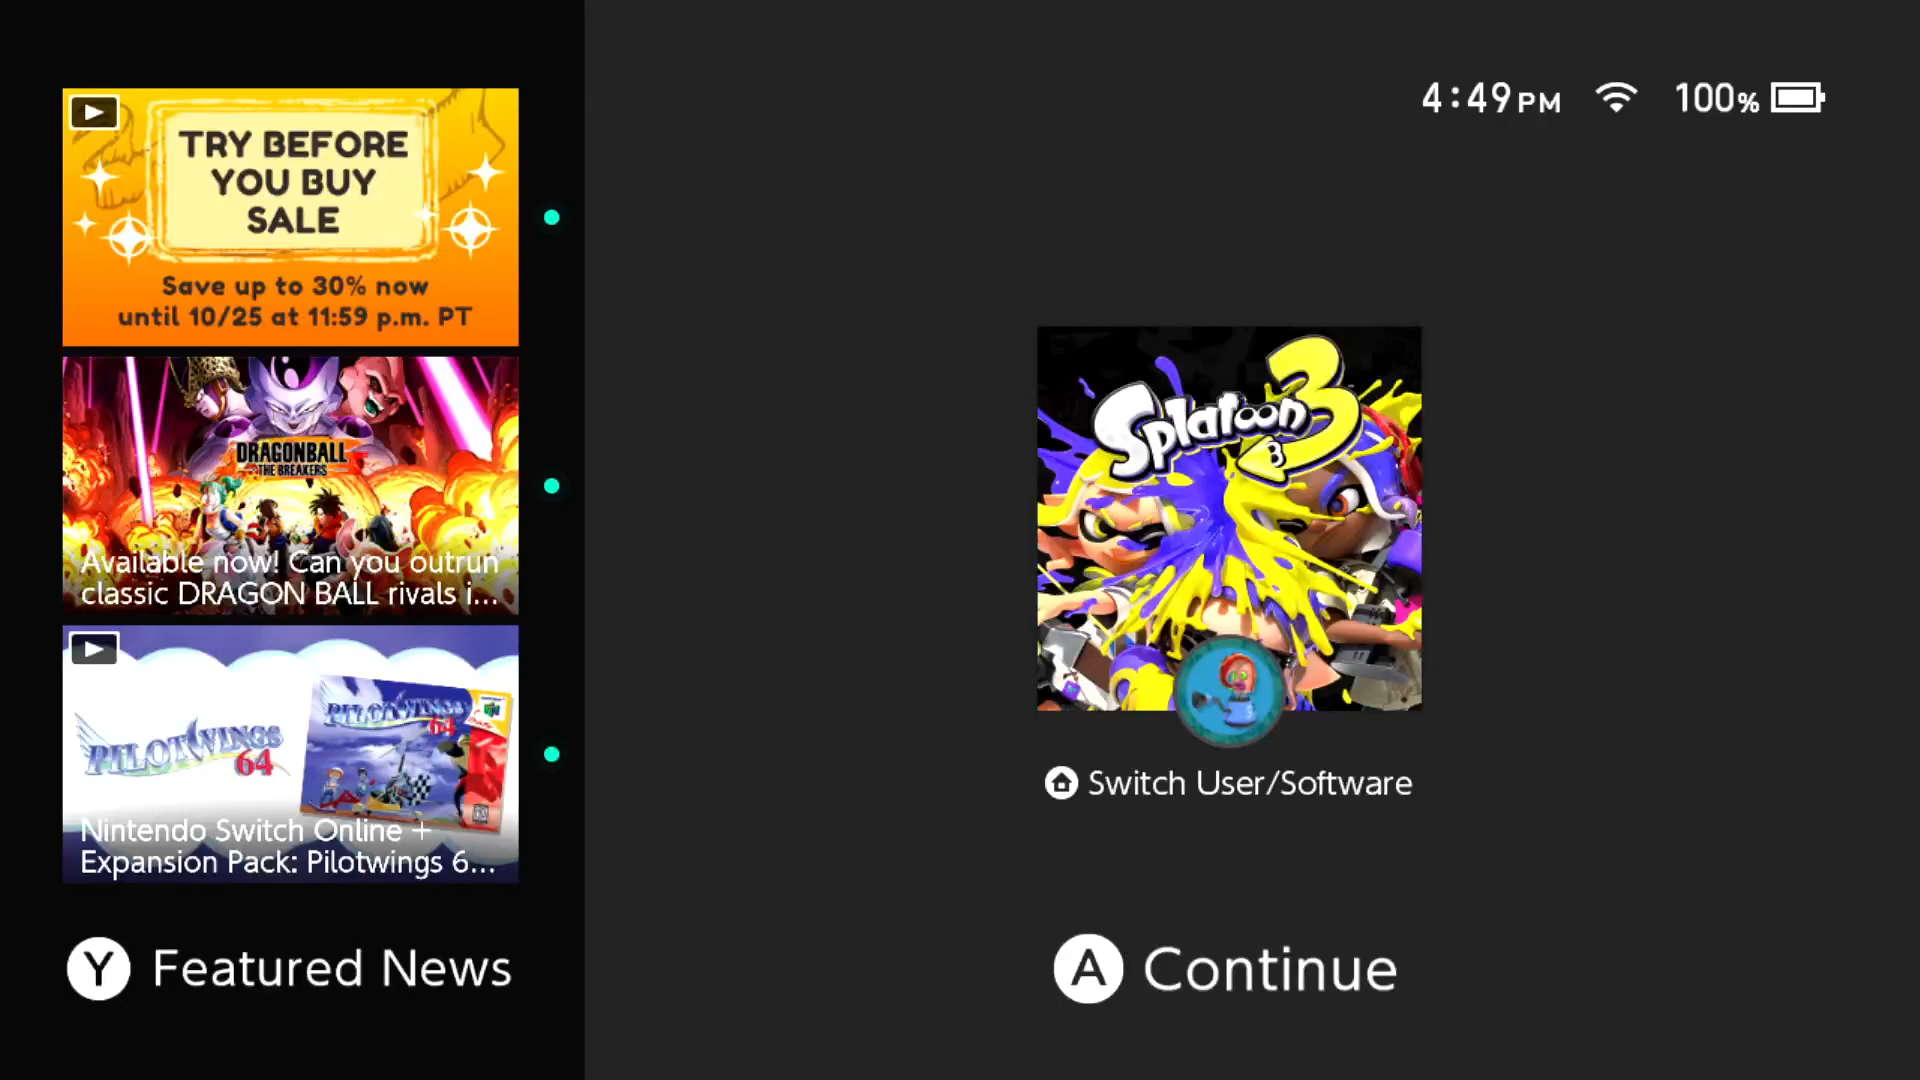 TRY BEFORE
YOU BUY
SALE
Save up to 30% now
until 10/25 at 11:59 p.m. PT
DRAGONBALL
THE BREAKERS
Available now! Can you outrun
classic DRAGON BALL rivals i...
PILOTWINGS
64
PILOTWINGS
64
Nintendo Switch Online +
Expansion Pack: Pilotwings 6...
Y Featured News
4:49 PM
100%
Splatoon 3
Switch User/Software
A Continue